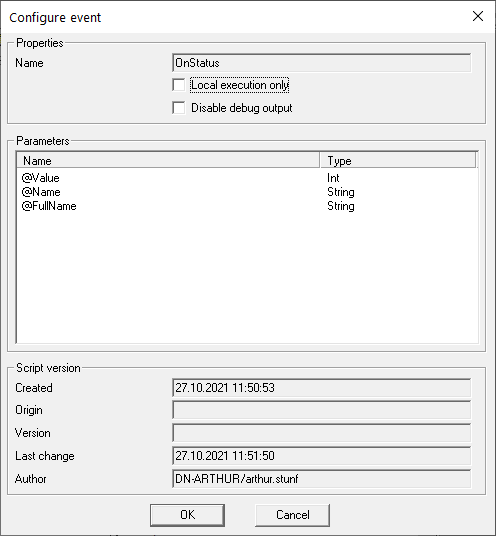 Configure event
Properties
Name OnStatus
Local execution only
Disable debug output
Parameters
Name Type
@Value Int
@Name String
@FullName String
Script version
Created 27.10.2021 11:50:53
Origin
Version
Last change 27.10.2021 11:51:50
Author DN-ARTHUR/arthur.stunf
OK Cancel